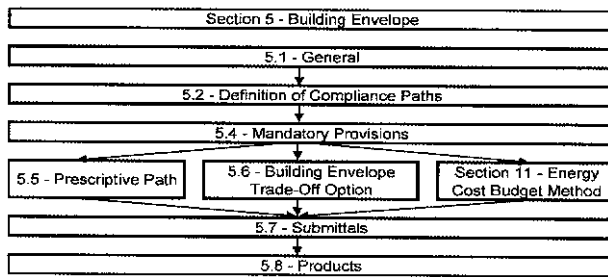 Section 5 - Building Envelope
5.1 - General
5.2 - Definition of Compliance Paths
5.4 - Mandatory Provisions
5.5 - Prescriptive Path
5.6 - Building Envelope
Trade-Off Option
Section 11 - Energy
Cost Budget Method
5.7 - Submittals
5.8 - Products